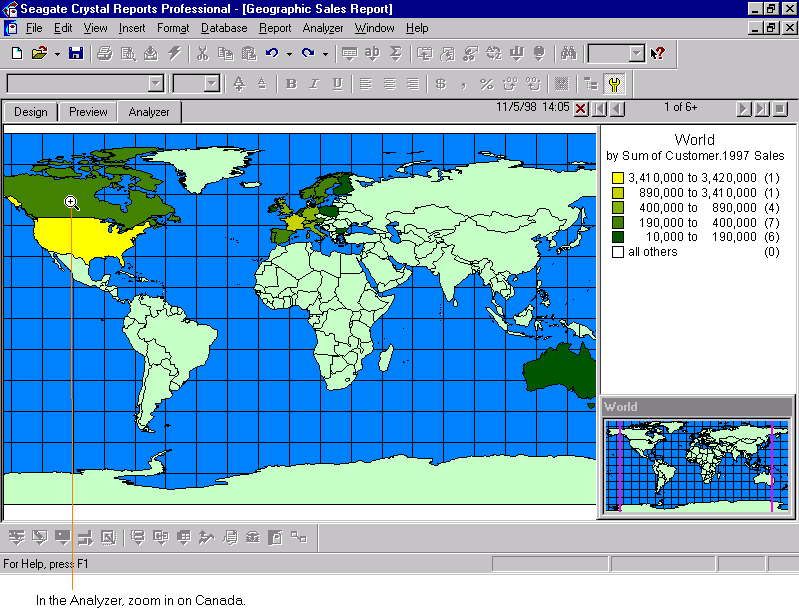 Seagate Crystal Reports Professional - [Geographic Sales Report]
File Edit View Insert Format Database Report Analyzer Window Help
Design Preview Analyzer 11/5/98 14:05 1 of 6+
World
by Sum of Customer.1997 Sales
3,410,000 to 3,420,000 (1)
890,000 to 3,410,000 (1)
400,000 to 890,000 (4)
190,000 to 400,000 (7)
10,000 to 190,000 (6)
all others (0)
World
For Help, press F1
In the Analyzer, zoom in on Canada.